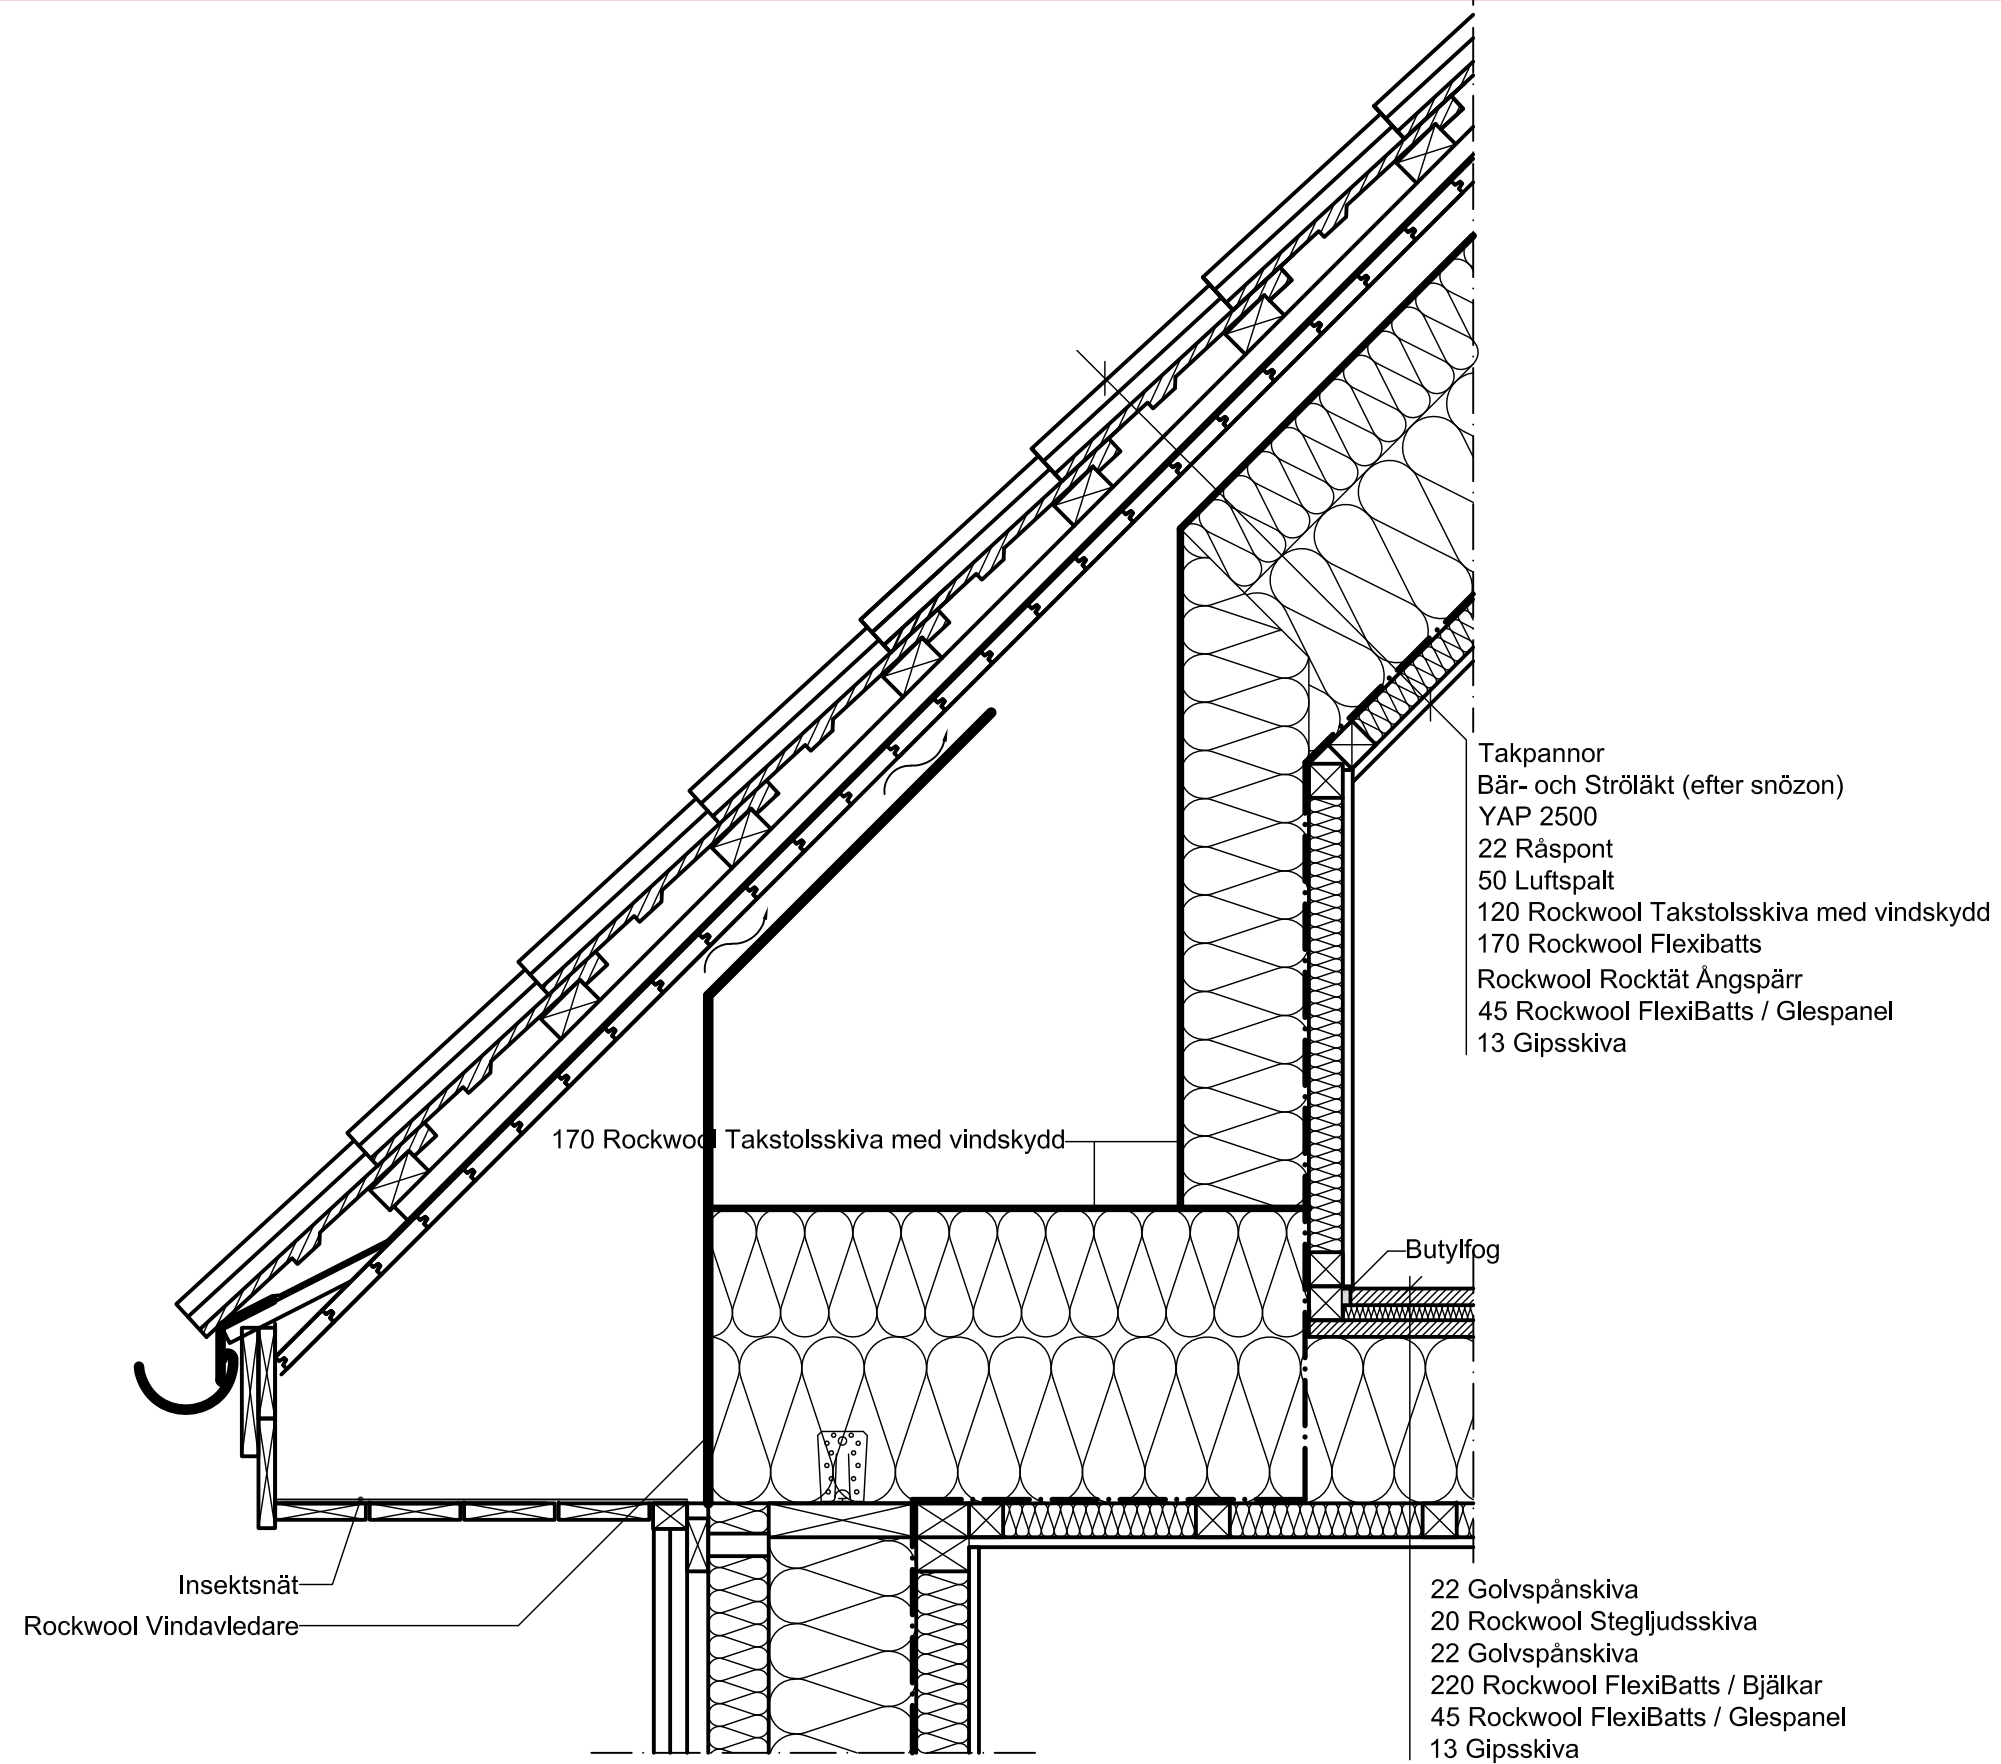 Takpannor
Bär- och Ströläkt (efter snözon)
YAP 2500
22 Råspont
50 Luftspalt
120 Rockwool Takstolsskiva med vindskydd
170 Rockwool Flexibatts
Rockwool Rocktät Ångspärr
45 Rockwool FlexiBatts / Glespanel
13 Gipsskiva
170 Rockwool Takstolsskiva med vindskydd
Butylfog
Insektsnät
Rockwool Vindavledare
22 Golvspånskiva
20 Rockwool Stegljudsskiva
22 Golvspånskiva
220 Rockwool FlexiBatts / Bjälkar
45 Rockwool FlexiBatts / Glespanel
13 Gipsskiva